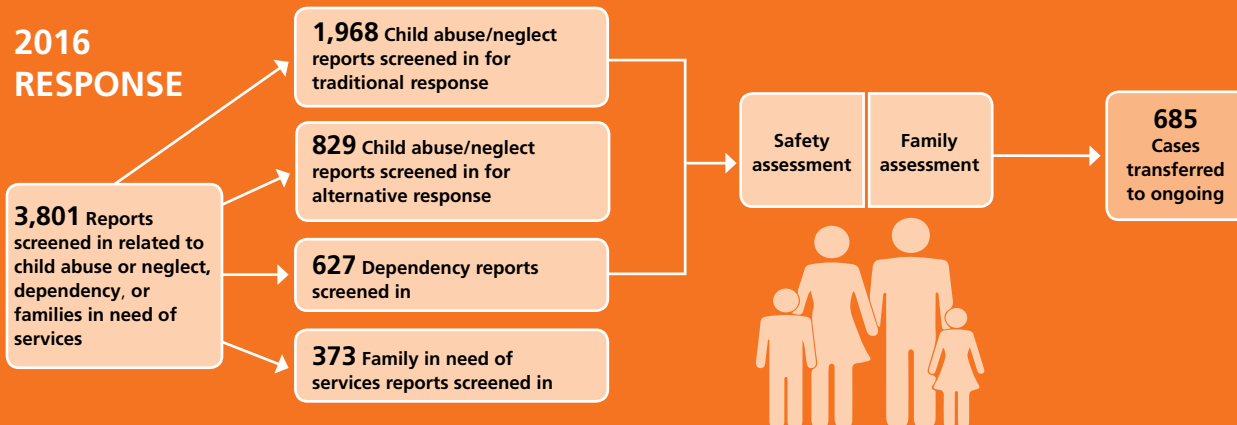 2016
RESPONSE
3,801 Reports
screened in related to
child abuse or neglect,
dependency, or
families in need of
services
1,968 Child abuse/neglect
reports screened in for
traditional response
829 Child abuse/neglect
reports screened in for
alternative response
627 Dependency reports
screened in
373 Family in need of
services reports screened in
Safety
assessment
Family
assessment
685
Cases
transferred
to ongoing